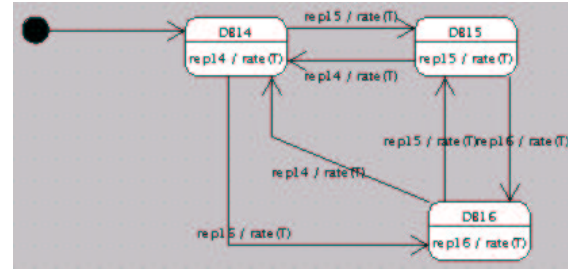 rep15 / rate(T)
DB14
DB15
rep14 / rate(T)
rep15 / rate(T)
rep14 / rate(T)
rep15 / rate(T)
rep16 / rate(T)
rep14 / rate(T)
DB16
rep16 / rate(T)
rep16 / rate(T)